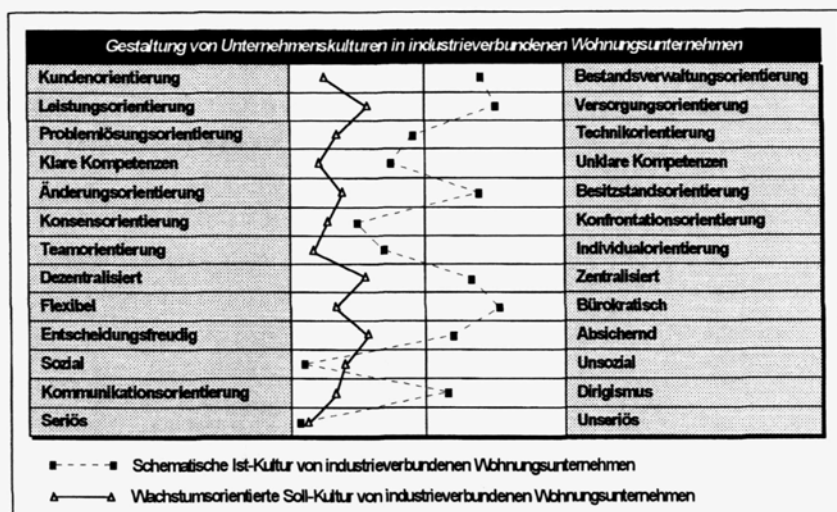 Gestaltung von Unternehmenskulturen in industrieverbundenen Wohnungsunternehmen
Kundenorientierung Bestandsverwaltungsorientierung
Leistungsorientierung Versorgungsorientierung
Problemlösungsorientierung Technikorientierung
Klare Kompetenzen Unklare Kompetenzen
Änderungsorientierung Besitzstandsorientierung
Konsensorientierung Konfrontationsorientierung
Teamorientierung Individualorientierung
Dezentralisiert Zentralisiert
Flexibel Bürokratisch
Entscheidungsfreudig Absichernd
Sozial Unsozial
Kommunikationsorientierung Dirigismus
Seriös Unseriös
Schematische Ist-Kultur von industrieverbundenen Wohnungsunternehmen
Wachstumsorientierte Soll-Kultur von industrieverbundenen Wohnungsunternehmen